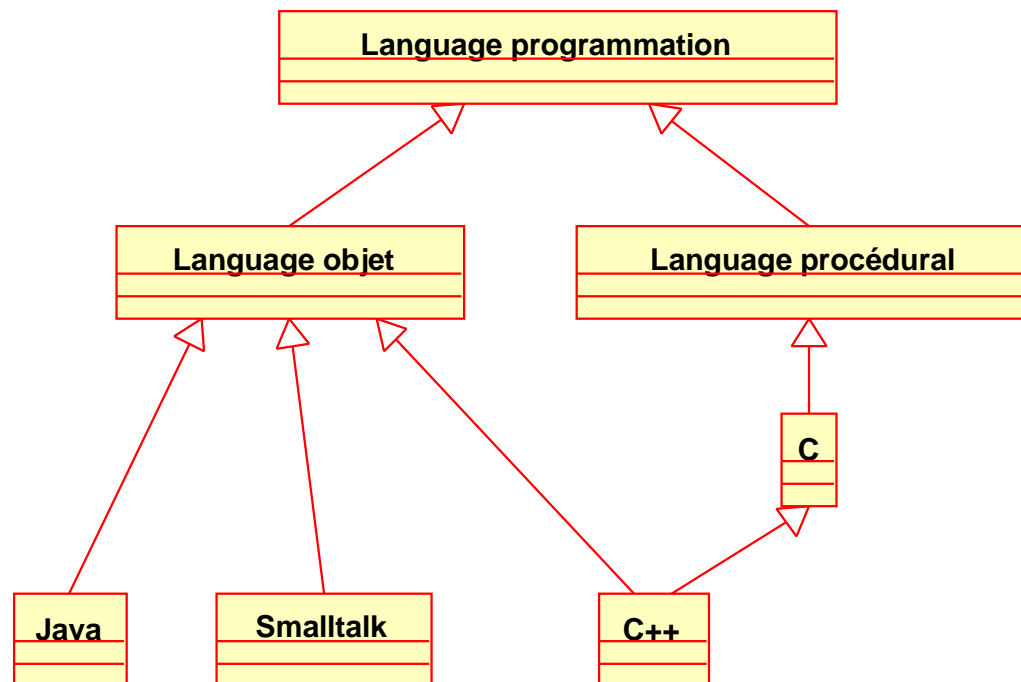 Language programmation
Language objet
Language procédural
C
Java
Smalltalk
C++